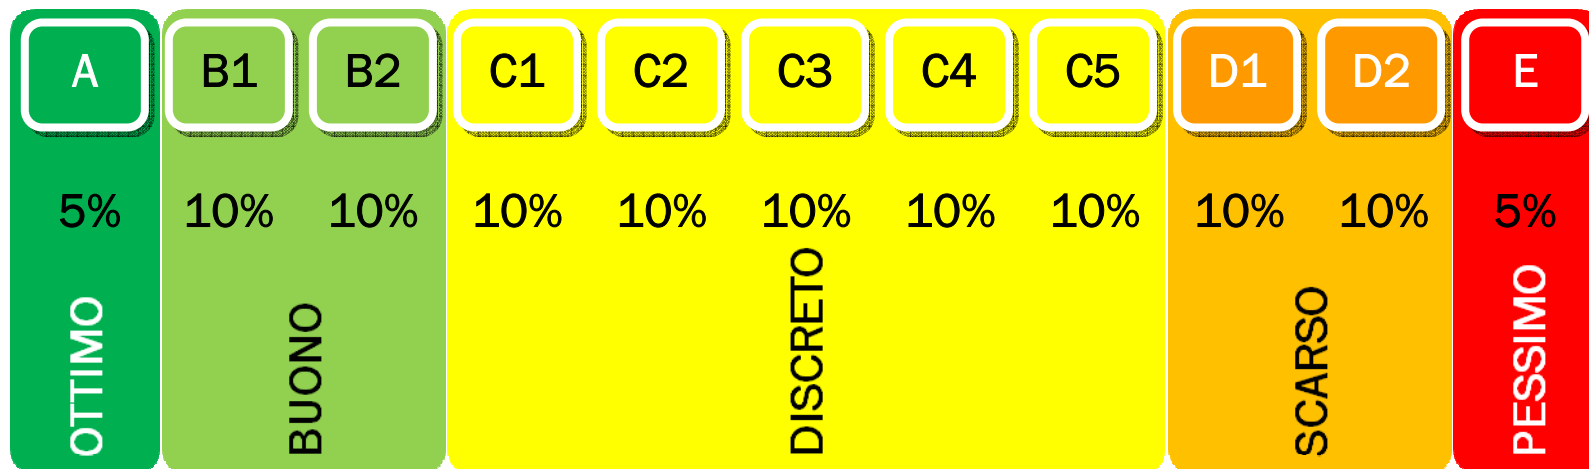 A B1 B2 C1 C2 C3 C4 C5 D1 D2 E
5% 10% 10% 10% 10% 10% 10% 10% 10% 10% 5%
OTTIMO
BUONO
DISCRETO
SCARSO
PESSIMO